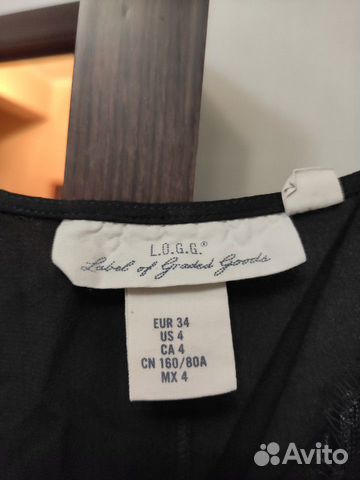 L.O.G.G.®
Label of Graded Goods
EUR 34
US 4
CA 4
CN 160/80A
MX 4
Avito